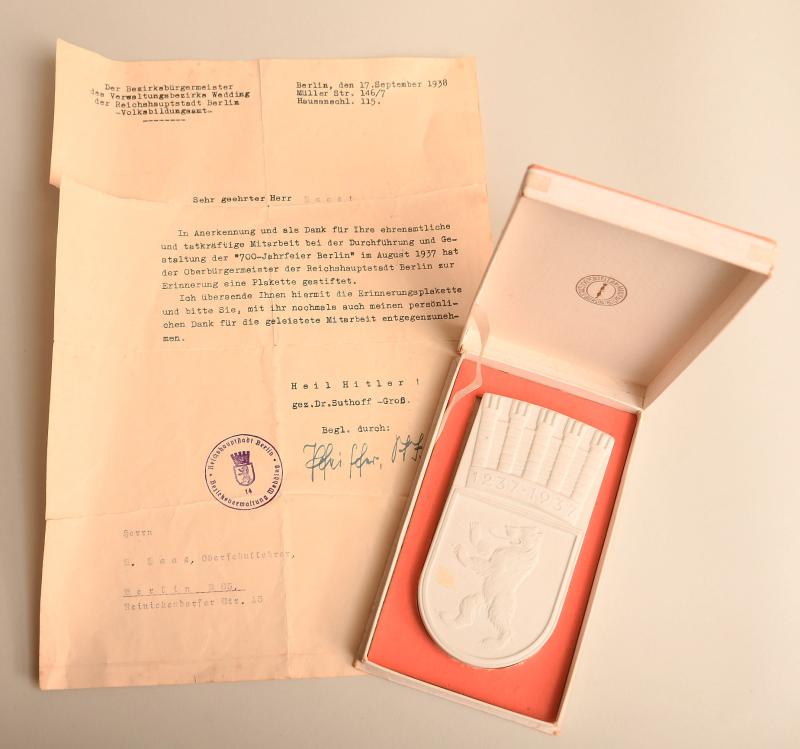 Der Bezirksbürgermeister
des Verwaltungsbezirks Wedding
der Reichshauptstadt Berlin
-Volksbildungsamt-
Berlin, den 17.September 1938
Müller Str. 146/7
Hausanschl. 115.
Sehr geehrter Herr
In Anerkennung und als Dank für Ihre ehrenamtliche
und tatkräftige Mitarbeit bei der Durchführung und Ge-
staltung der "700-Jahrfeier Berlin" im August 1937 hat
der Oberbürgermeister der Reichshauptstadt Berlin zur
Erinnerung eine Plakette gestiftet.
Ich übersende Ihnen hiermit die Erinnerungsplakette
und bitte Sie, mit ihr nochmals auch meinen persönli-
chen Dank für die geleistete Mitarbeit entgegenzuneh-
men.
Heil Hitler !
gez.Dr.Suthoff -Groß.
Begl. durch:
Reichshauptstadt Berlin
Bezirksverwaltung Wedding
14
Herrn
Oberschullehrer,
Berlin
Reinickendorfer Str.
1237·1937